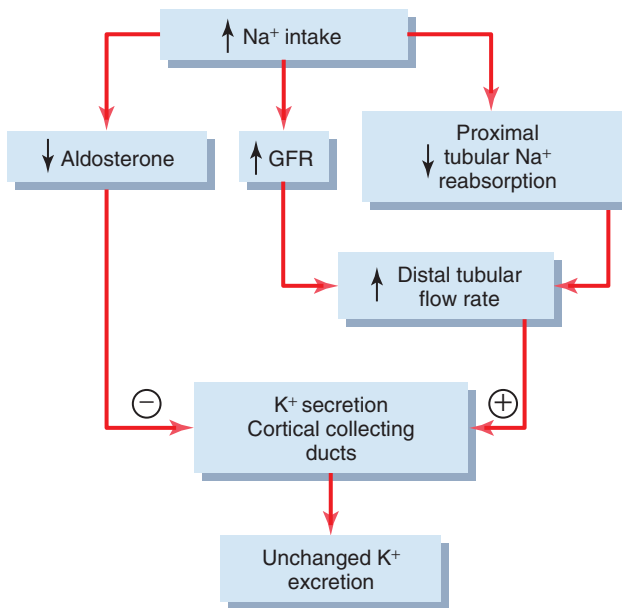 ↑ Na⁺ intake
↓ Aldosterone
↑ GFR
Proximal
↓ tubular Na⁺
reabsorption
↑ Distal tubular
flow rate
−
+
K⁺ secretion
Cortical collecting
ducts
Unchanged K⁺
excretion